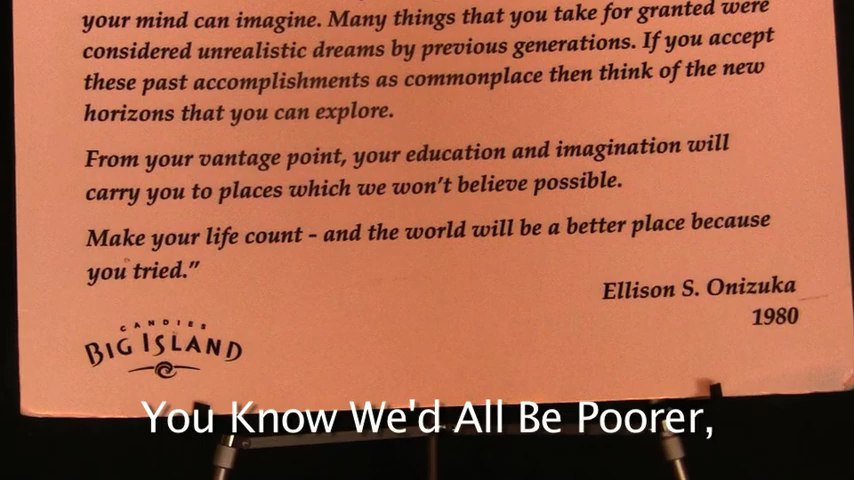 your mind can imagine. Many things that you take for granted were
considered unrealistic dreams by previous generations. If you accept
these past accomplishments as commonplace then think of the new
horizons that you can explore.
From your vantage point, your education and imagination will
carry you to places which we won't believe possible.
Make your life count - and the world will be a better place because
you tried."
Ellison S. Onizuka
1980
CANDIES
BIG ISLAND
You Know We'd All Be Poorer,